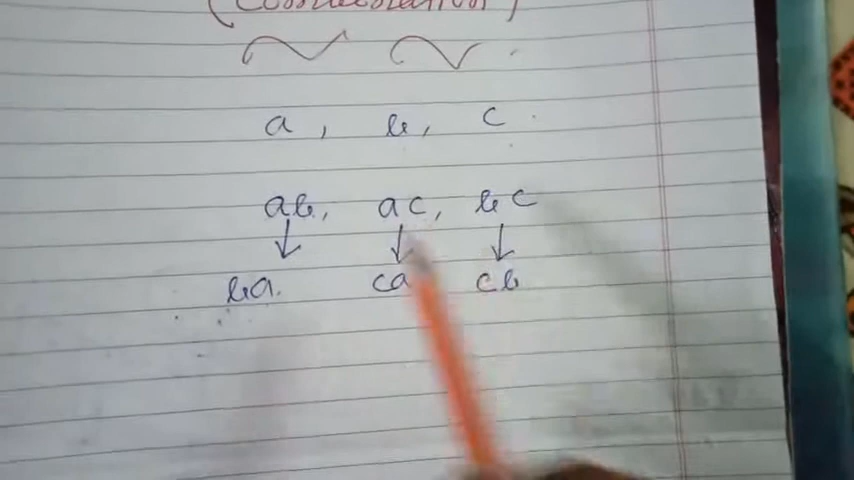 a, b, c
ab, ac, bc
ba ca cb